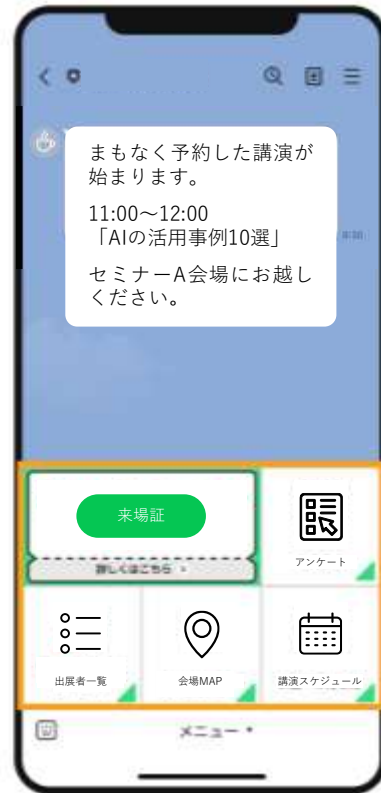 まもなく予約した講演が
始まります。
11:00～12:00
「AIの活用事例10選」
セミナーA会場にお越し
ください。
8:30
来場証
詳しくはこちら
アンケート
出展者一覧
会場MAP
講演スケジュール
メニュー